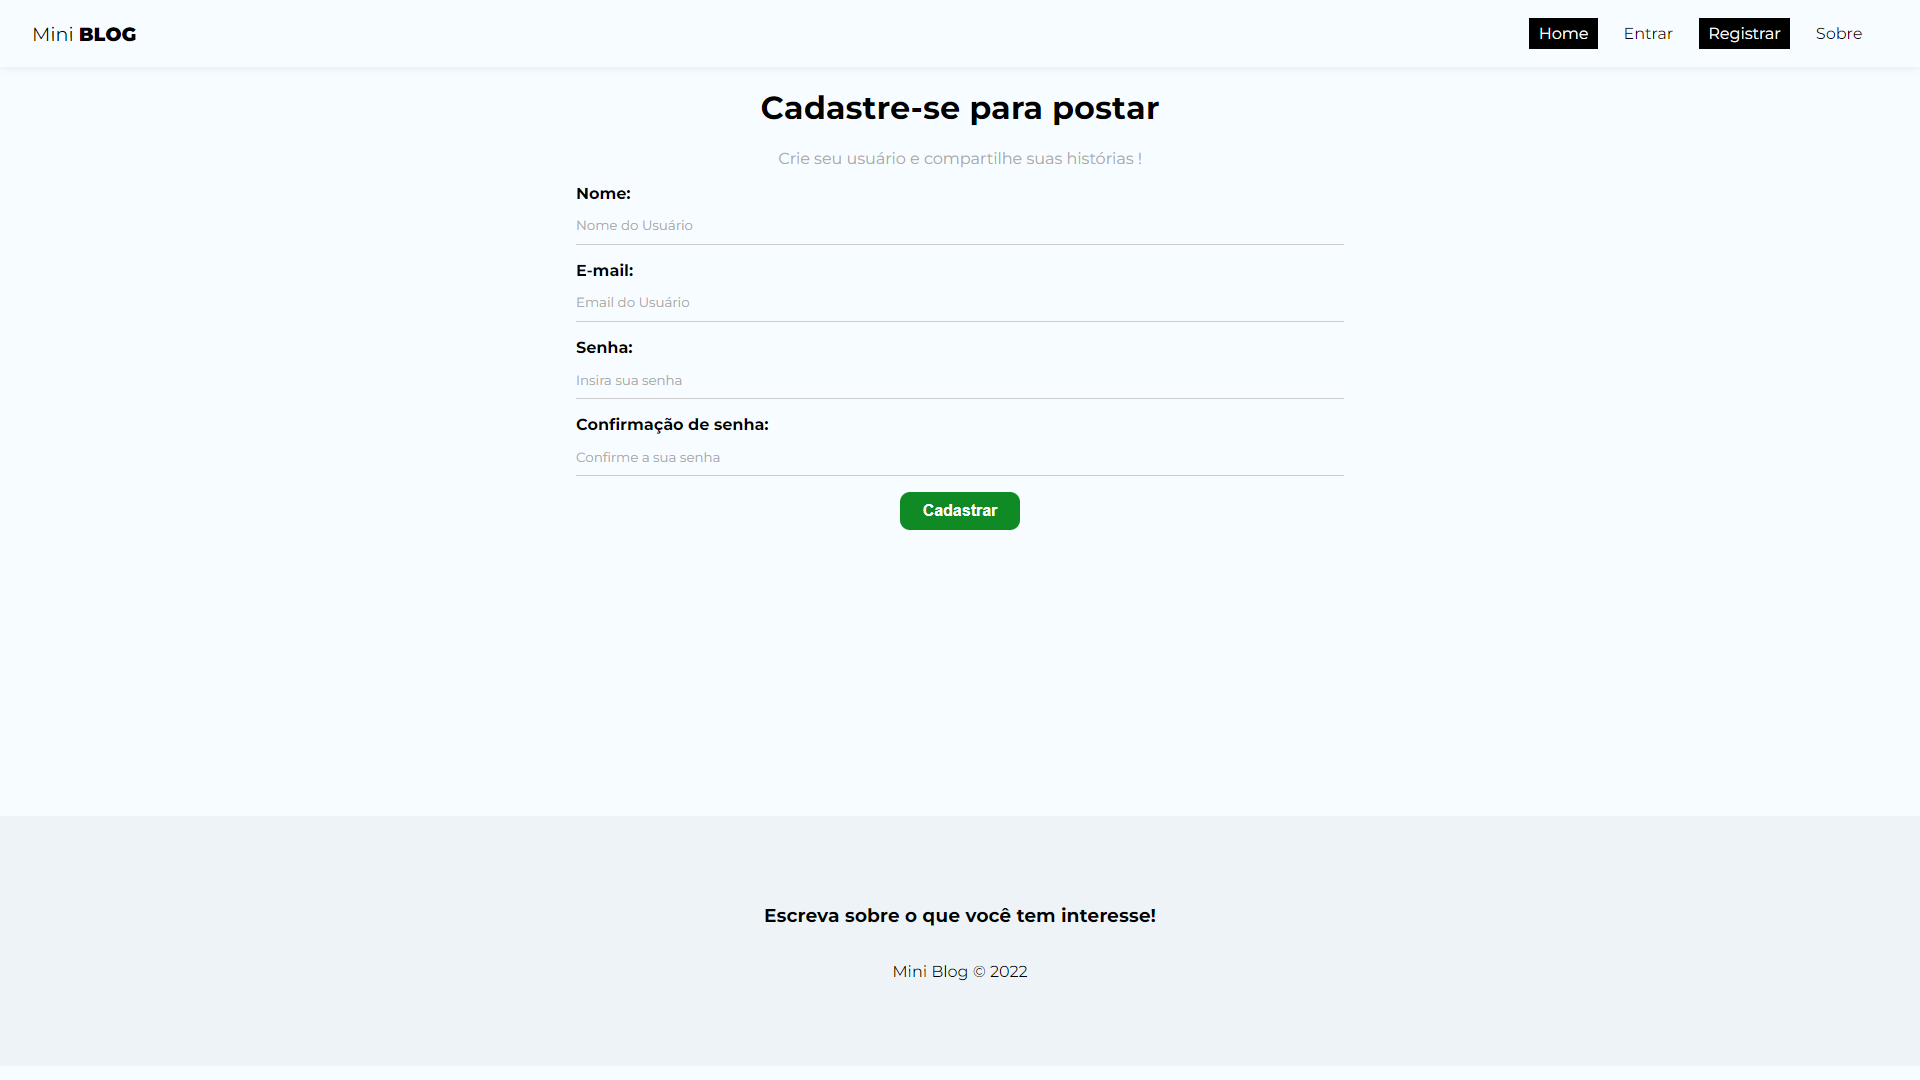 Mini BLOG
Home Entrar Registrar Sobre
Cadastre-se para postar
Crie seu usuário e compartilhe suas histórias !
Nome:
Nome do Usuário
E-mail:
Email do Usuário
Senha:
Insira sua senha
Confirmação de senha:
Confirme a sua senha
Cadastrar
Escreva sobre o que você tem interesse!
Mini Blog © 2022